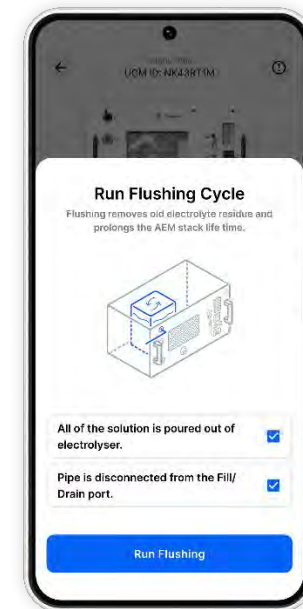 UCM ID: NK43RT1M
Run Flushing Cycle
Flushing removes old electrolyte residue and
prolongs the AEM stack life time.
All of the solution is poured out of
electrolyser.
Pipe is disconnected from the Fill/
Drain port.
Run Flushing